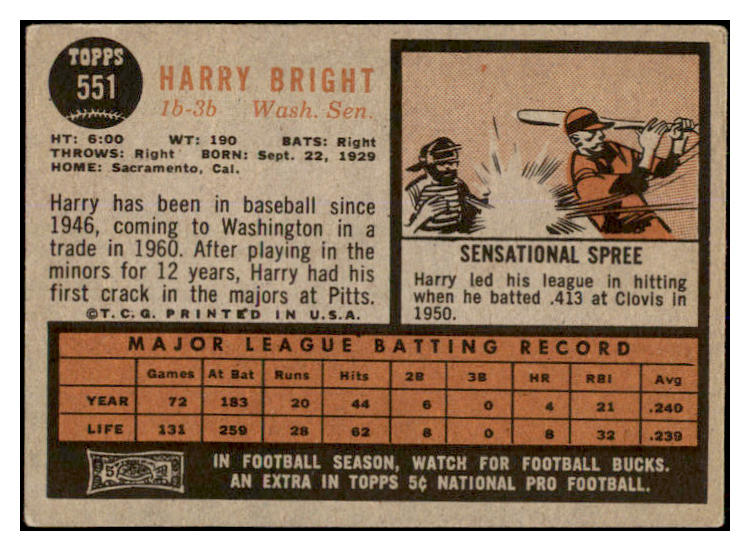 TOPPS
551
HARRY BRIGHT
1b-3b Wash. Sen.
HT: 6:00 WT: 190 BATS: Right
THROWS: Right BORN: Sept. 22, 1929
HOME: Sacramento, Cal.
Harry has been in baseball since
1946, coming to Washington in a
trade in 1960. After playing in the
minors for 12 years, Harry had his
first crack in the majors at Pitts.
©T.C.G. PRINTED IN U.S.A.
SENSATIONAL SPREE
Harry led his league in hitting
when he batted .413 at Clovis in
1950.
MAJOR LEAGUE BATTING RECORD
Games At Bat Runs Hits 2B 3B HR RBI Avg
YEAR 72 183 20 44 6 0 4 21 .240
LIFE 131 259 28 62 8 0 8 32 .239
5
IN FOOTBALL SEASON, WATCH FOR FOOTBALL BUCKS.
AN EXTRA IN TOPPS 5¢ NATIONAL PRO FOOTBALL.